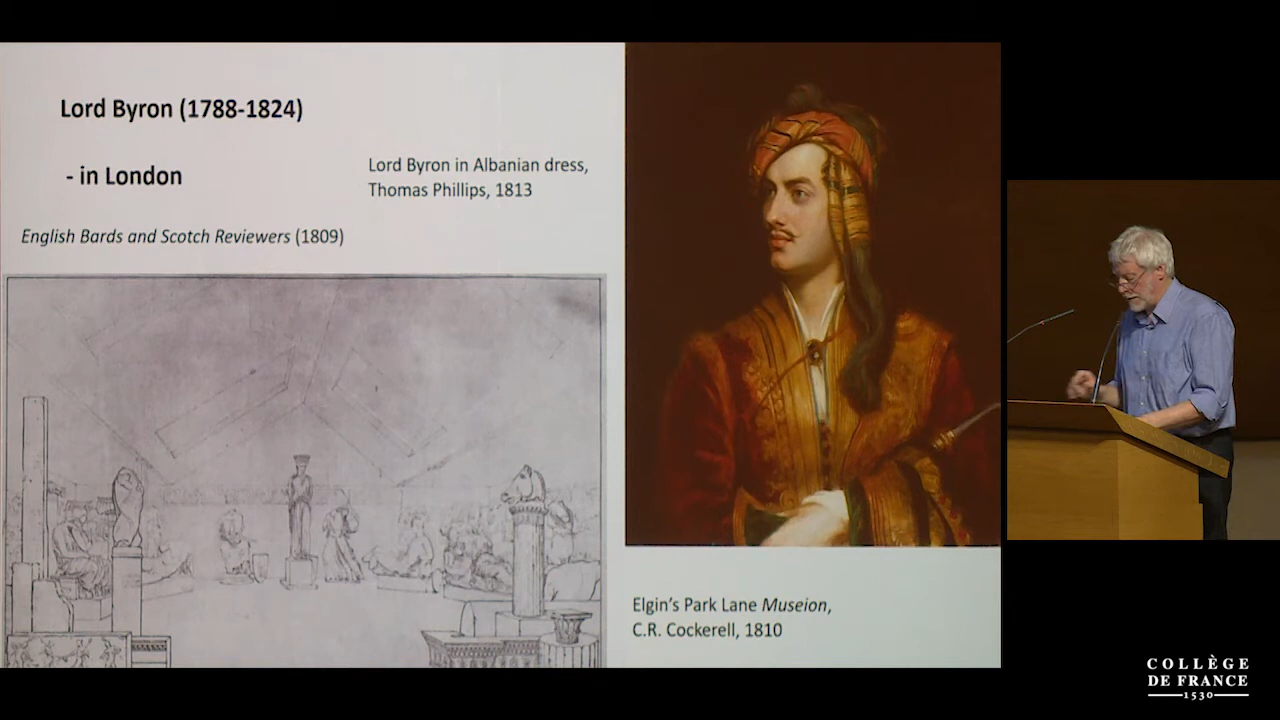 Lord Byron (1788-1824)
- in London
Lord Byron in Albanian dress,
Thomas Phillips, 1813
English Bards and Scotch Reviewers (1809)
Elgin's Park Lane Museion,
C.R. Cockerell, 1810
COLLÈGE
DE FRANCE
1530